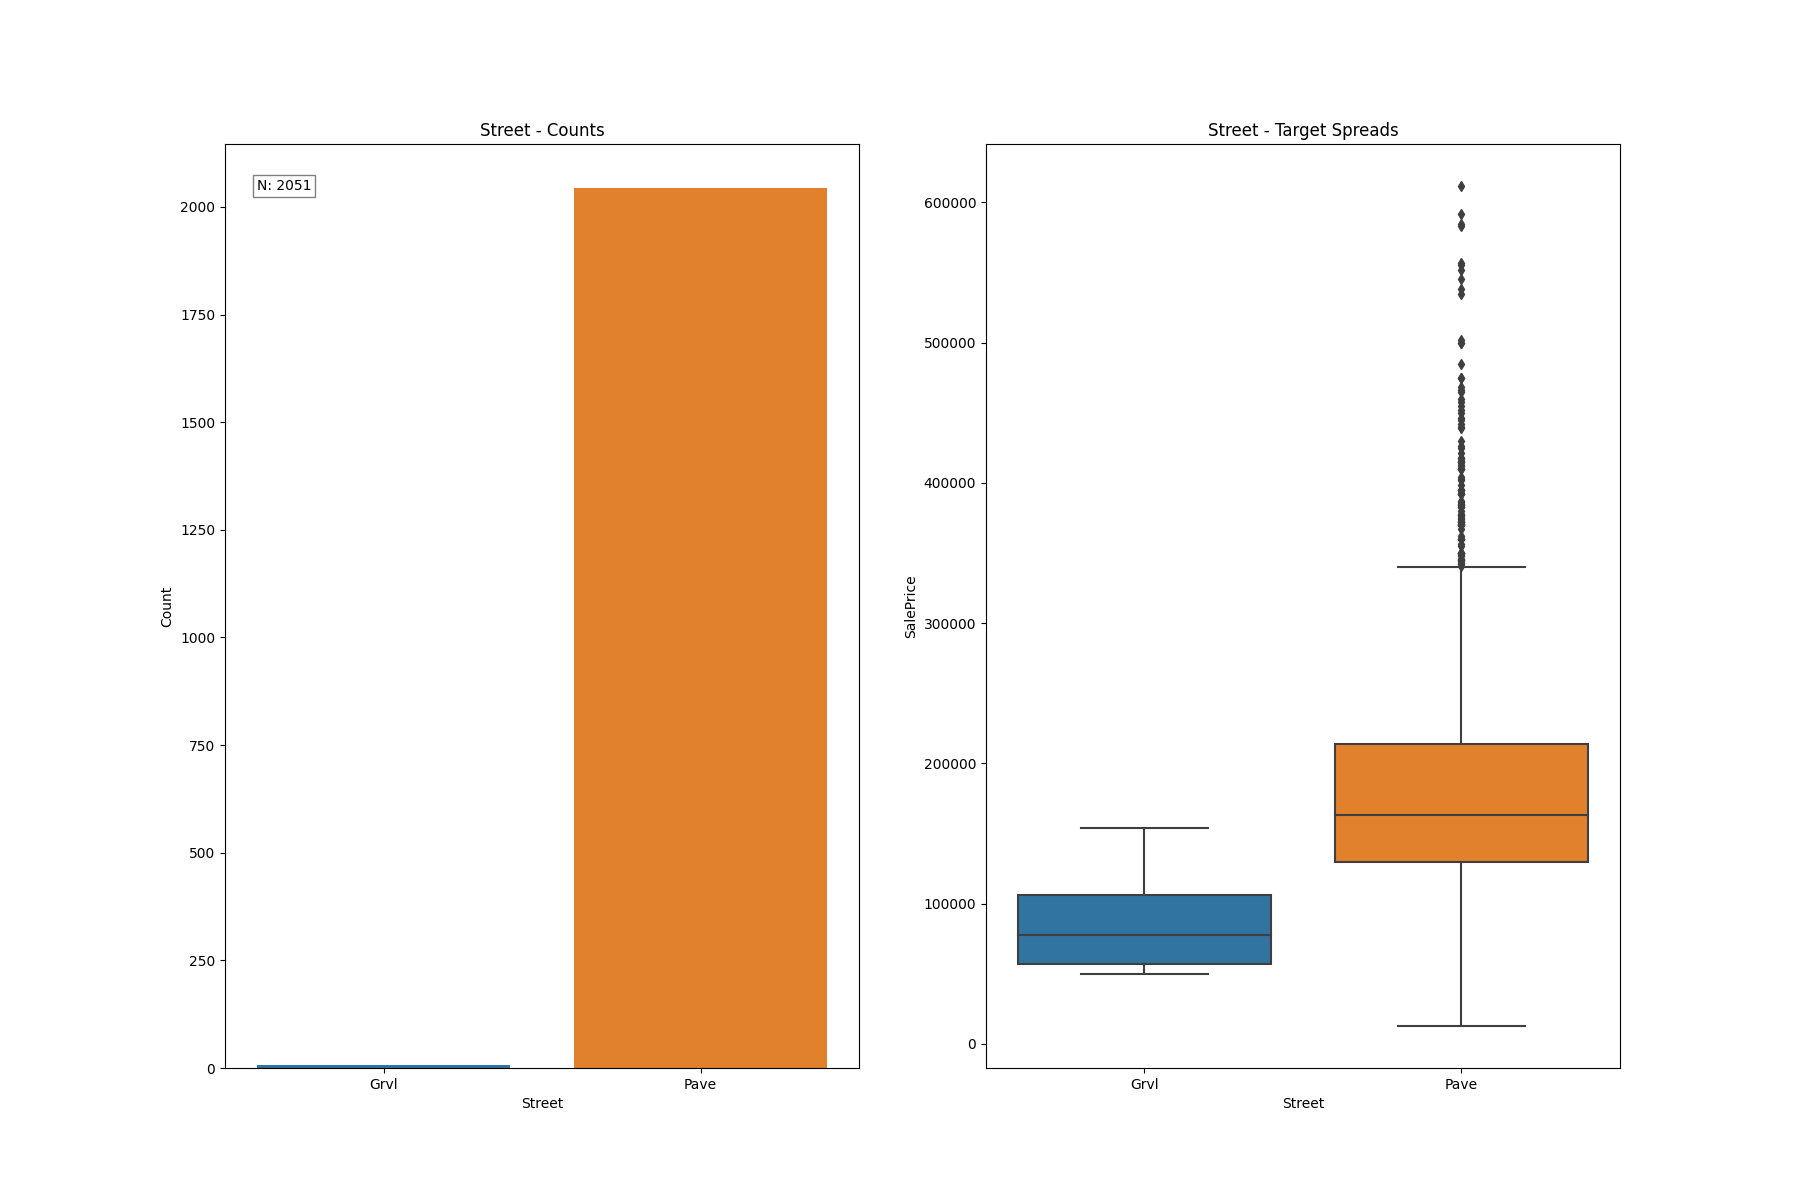 Street - Counts
N: 2051
2000
1750
1500
1250
1000
750
500
250
0
Count
Grvl
Pave
Street
Street - Target Spreads
600000
500000
400000
300000
200000
100000
0
SalePrice
Grvl
Pave
Street